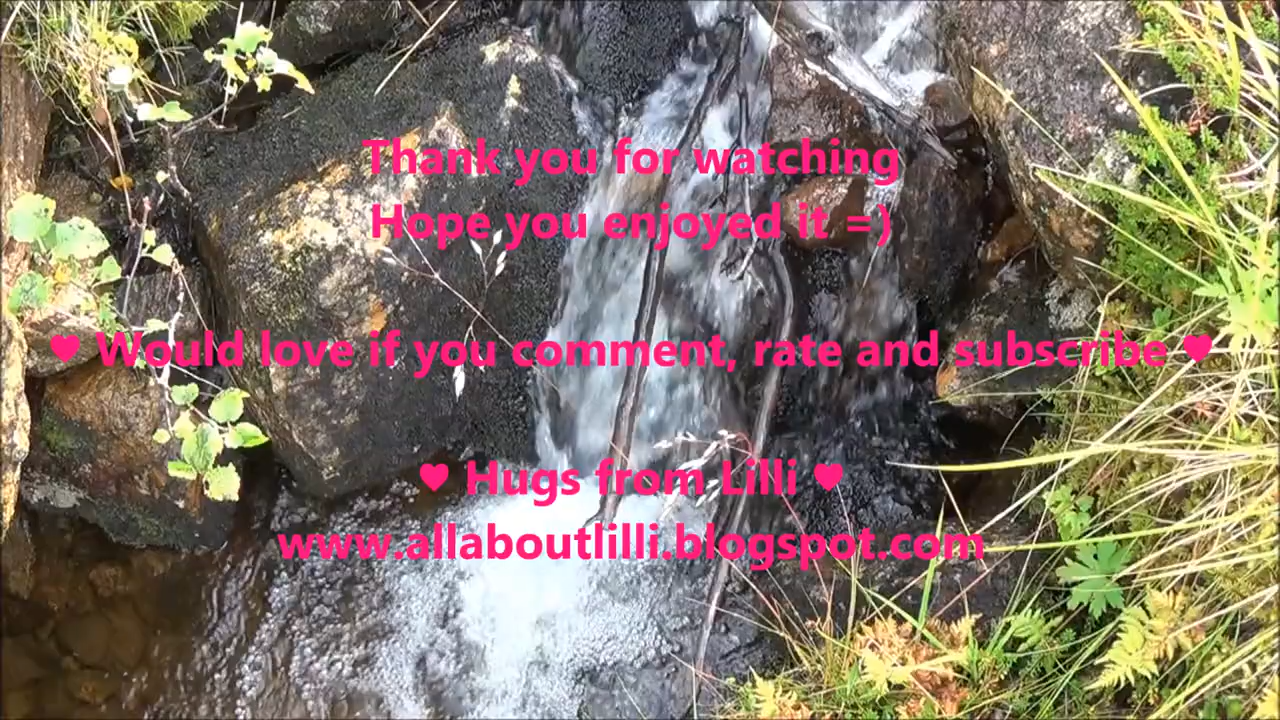 Thank you for watching
Hope you enjoyed it =)
♥ Would love if you comment, rate and subscribe ♥
♥ Hugs from Lilli ♥
www.allaboutlilli.blogspot.com